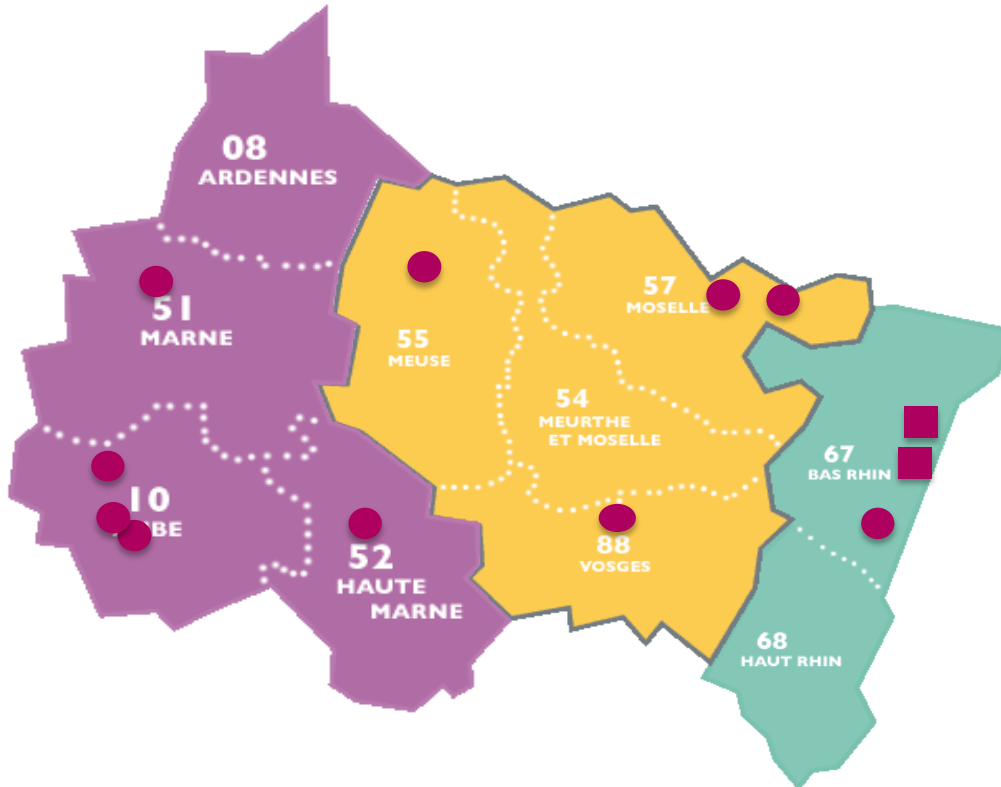 08
ARDENNES
51
MARNE
55
MEUSE
57
MOSELLE
54
MEURTHE
ET MOSELLE
67
BAS RHIN
10
52
HAUTE
MARNE
88
VOSGES
68
HAUT RHIN